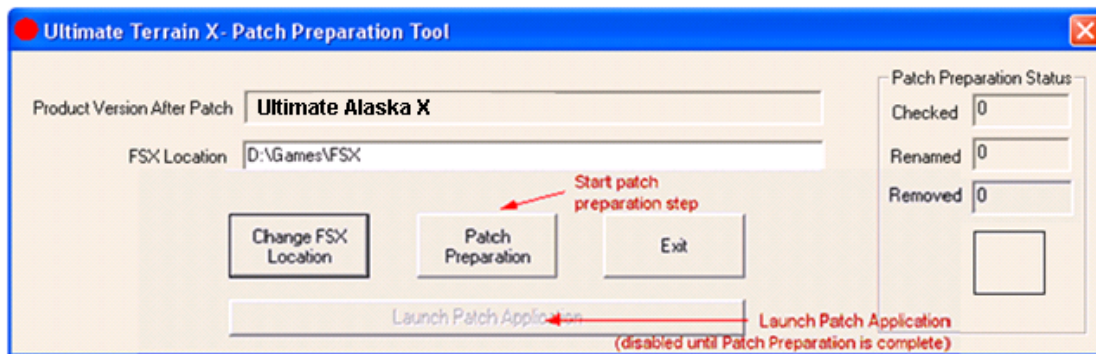 Ultimate Terrain X- Patch Preparation Tool
Product Version After Patch
Ultimate Alaska X
FSX Location
D:\Games\FSX
Start patch
preparation step
Change FSX
Location
Patch
Preparation
Exit
Launch Patch Application
Launch Patch Application
(disabled until Patch Preparation is complete)
Patch Preparation Status
Checked
0
Renamed
0
Removed
0